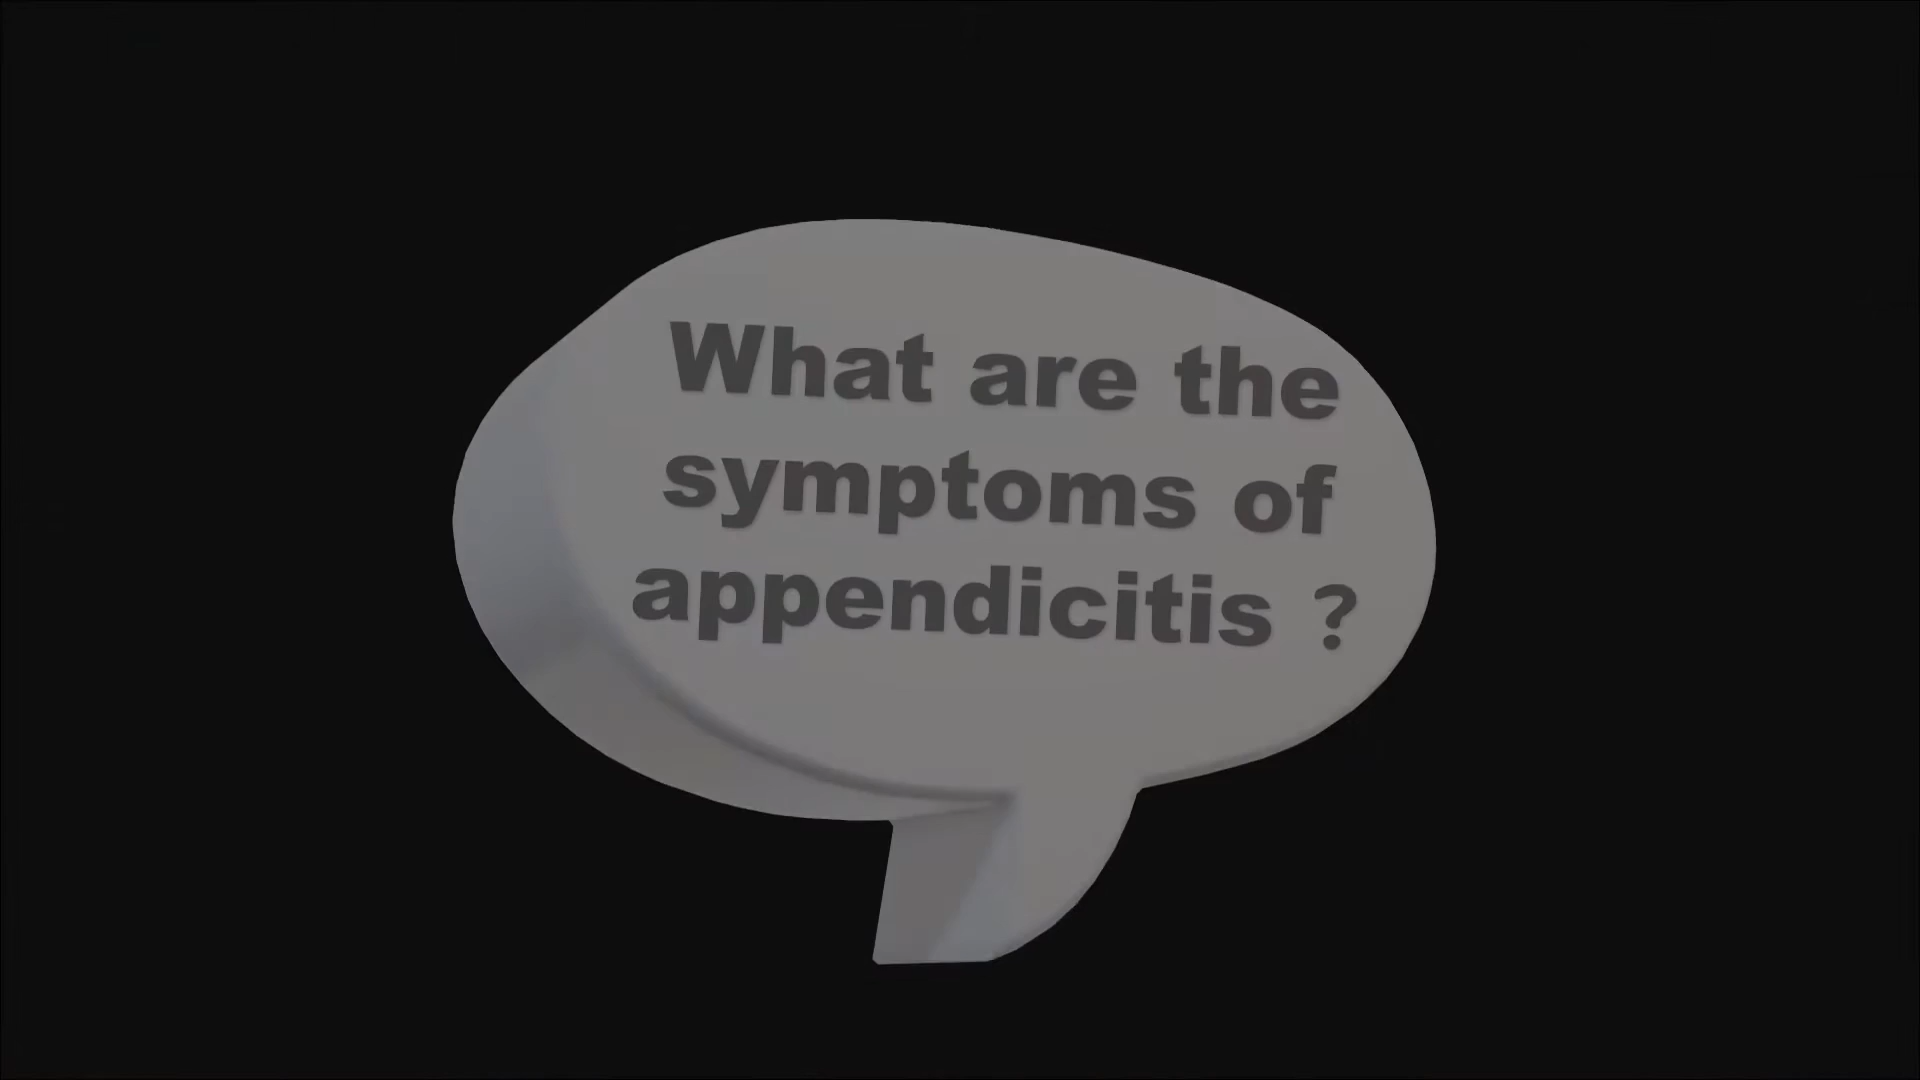 What are the
symptoms of
appendicitis ?